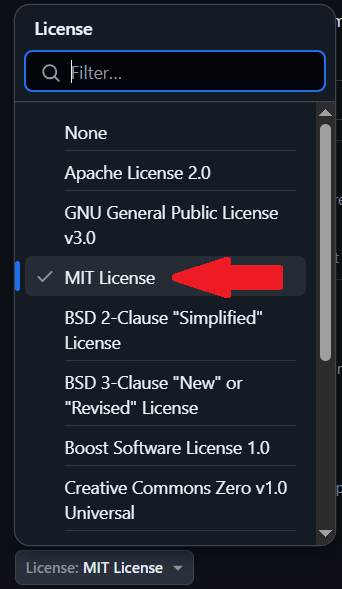 License
Filter...
None
Apache License 2.0
GNU General Public License
v3.0
MIT License
BSD 2-Clause "Simplified"
License
BSD 3-Clause "New" or
"Revised" License
Boost Software License 1.0
Creative Commons Zero v1.0
Universal
License: MIT License